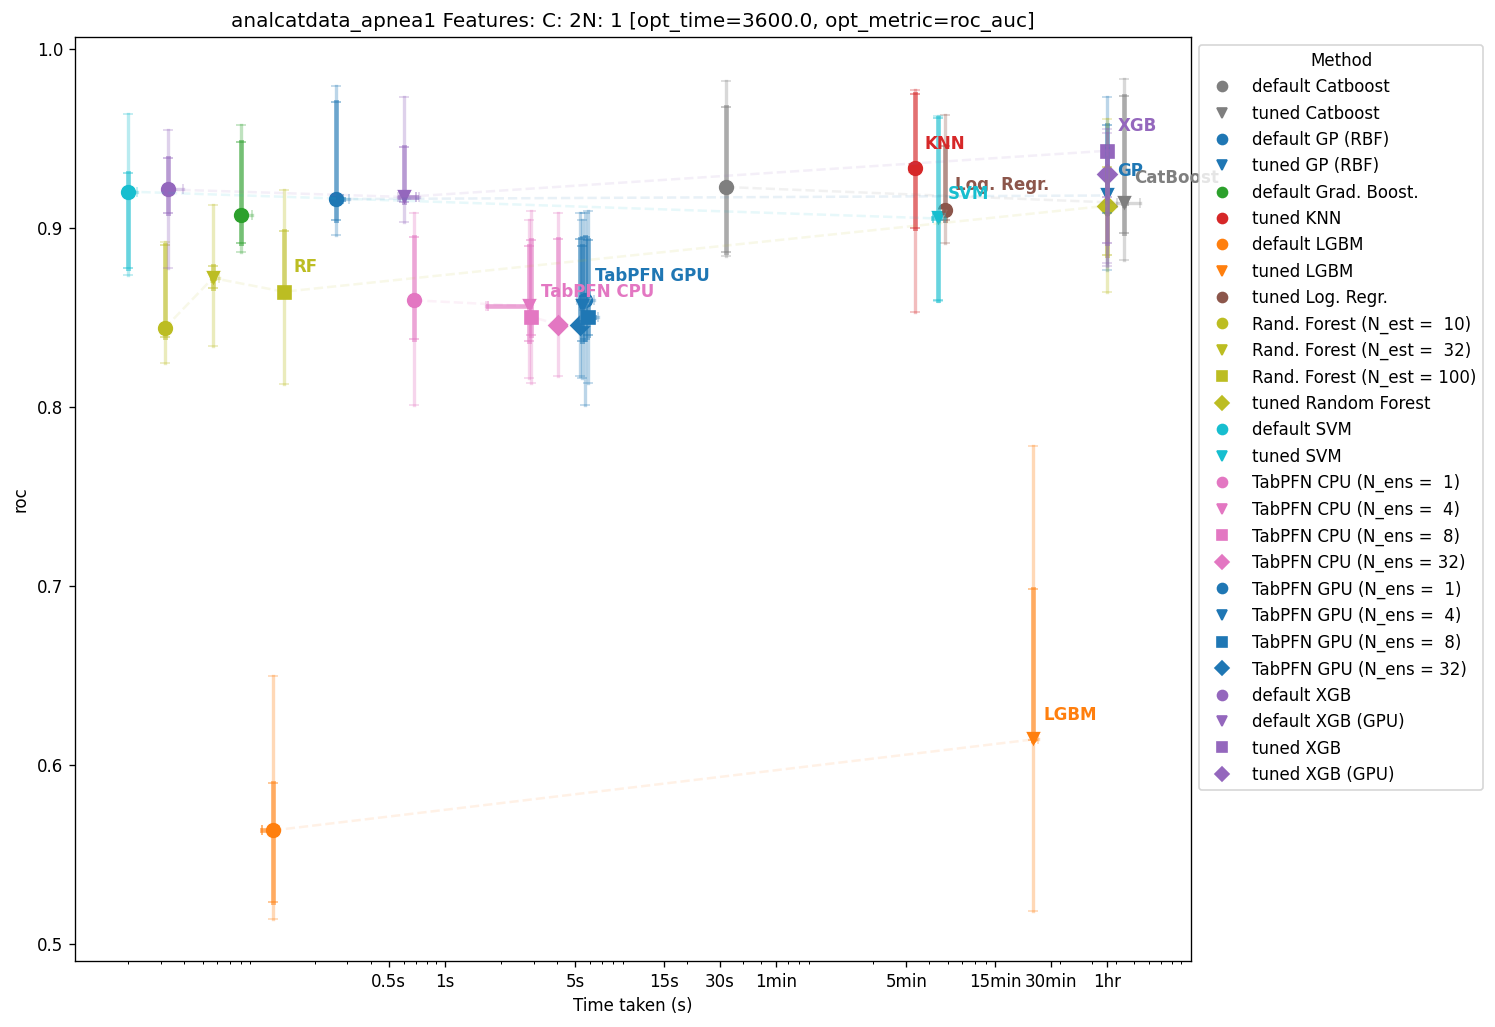 analcatdata_apnea1 Features: C: 2N: 1 [opt_time=3600.0, opt_metric=roc_auc]
1.0
0.9
0.8
0.7
0.6
0.5
roc
XGB
KNN
GP
CatBoost
Log. Regr.
SVM
RF
TabPFN GPU
TabPFN CPU
LGBM
0.5s
1s
5s
15s
30s
1min
5min
15min
30min
1hr
Time taken (s)
Method
default Catboost
tuned Catboost
default GP (RBF)
tuned GP (RBF)
default Grad. Boost.
tuned KNN
default LGBM
tuned LGBM
tuned Log. Regr.
Rand. Forest (N_est = 10)
Rand. Forest (N_est = 32)
Rand. Forest (N_est = 100)
tuned Random Forest
default SVM
tuned SVM
TabPFN CPU (N_ens = 1)
TabPFN CPU (N_ens = 4)
TabPFN CPU (N_ens = 8)
TabPFN CPU (N_ens = 32)
TabPFN GPU (N_ens = 1)
TabPFN GPU (N_ens = 4)
TabPFN GPU (N_ens = 8)
TabPFN GPU (N_ens = 32)
default XGB
default XGB (GPU)
tuned XGB
tuned XGB (GPU)